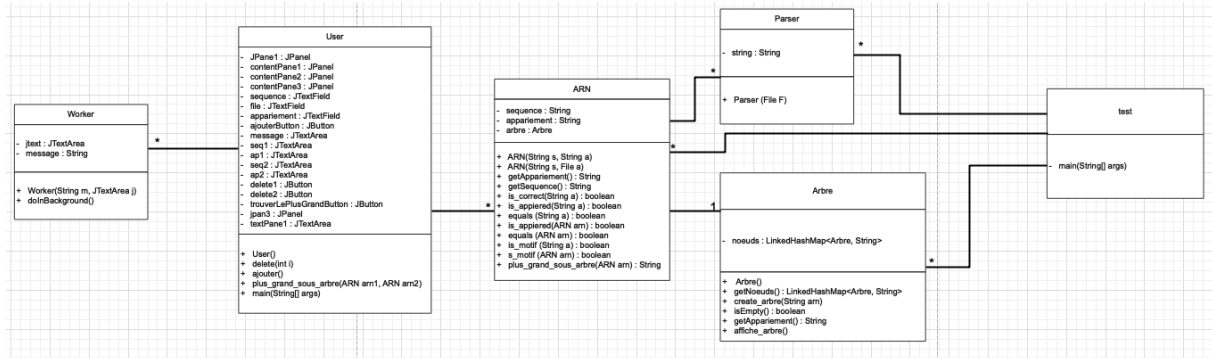 Worker
- jtext : JTextArea
- message : String
+ Worker(String m, JTextArea j)
+ doInBackground()
*
User
- JPane1 : JPanel
- contentPane1 : JPanel
- contentPane2 : JPanel
- contentPane3 : JPanel
- sequence : JTextField
- file : JTextField
- appariement : JTextField
- ajouterButton : JButton
- message : JTextArea
- seq1 : JTextArea
- ap1 : JTextArea
- seq2 : JTextArea
- ap2 : JTextArea
- delete1 : JButton
- delete2 : JButton
- trouverLePlusGrandButton : JButton
- jpan3 : JPanel
- textPane1 : JTextArea
+ User()
+ delete(int i)
+ ajouter()
+ plus_grand_sous_arbre(ARN arn1, ARN arn2)
+ main(String[] args)
*
ARN
- sequence : String
- appariement : String
- arbre : Arbre
+ ARN(String s, String a)
+ ARN(String s, File a)
+ getAppariement() : String
+ getSequence() : String
+ is_correct(String a) : boolean
+ is_appiered(String a) : boolean
+ equals (String a) : boolean
+ is_appiered(ARN arn) : boolean
+ equals (ARN arn) : boolean
+ is_motif (String a) : boolean
+ s_motif (ARN arn) : boolean
+ plus_grand_sous_arbre(ARN arn) : String
*
*
1
Parser
- string : String
+ Parser (File F)
*
Arbre
- noeuds : LinkedHashMap<Arbre, String>
+ Arbre()
+ getNoeuds() : LinkedHashMap<Arbre, String>
+ create_arbre(String arn)
+ isEmpty() : boolean
+ getAppariement() : String
+ affiche_arbre()
*
test
- main(String[] args)